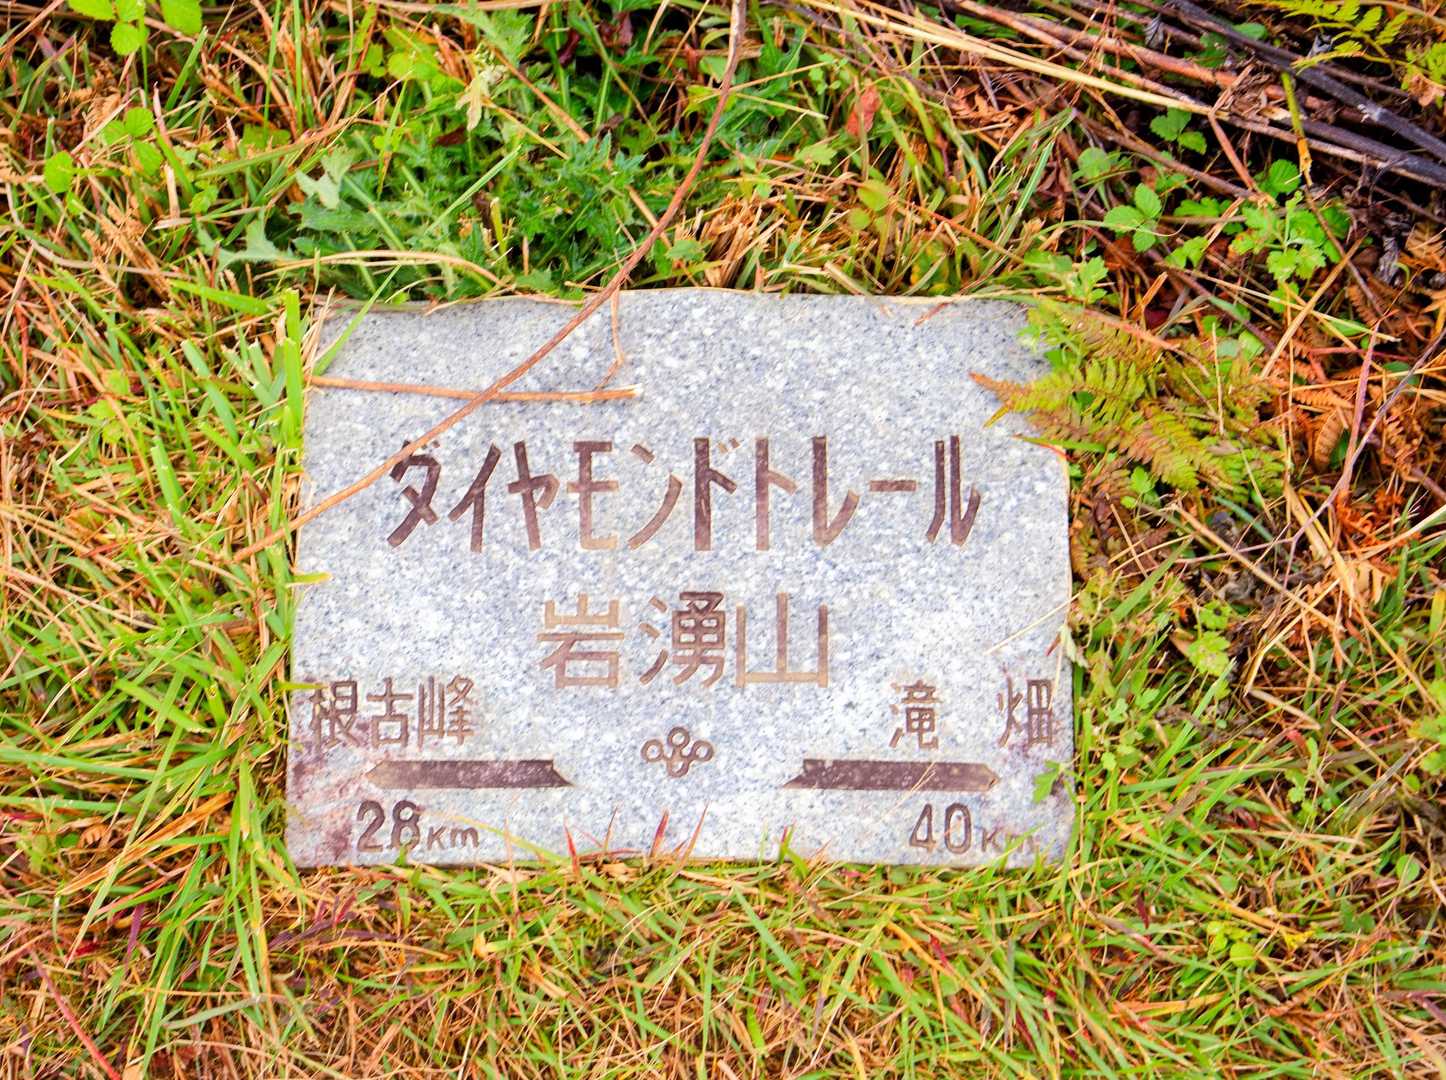 ダイヤモンドトレール
岩湧山
根古峰 滝畑
28Km 40Km